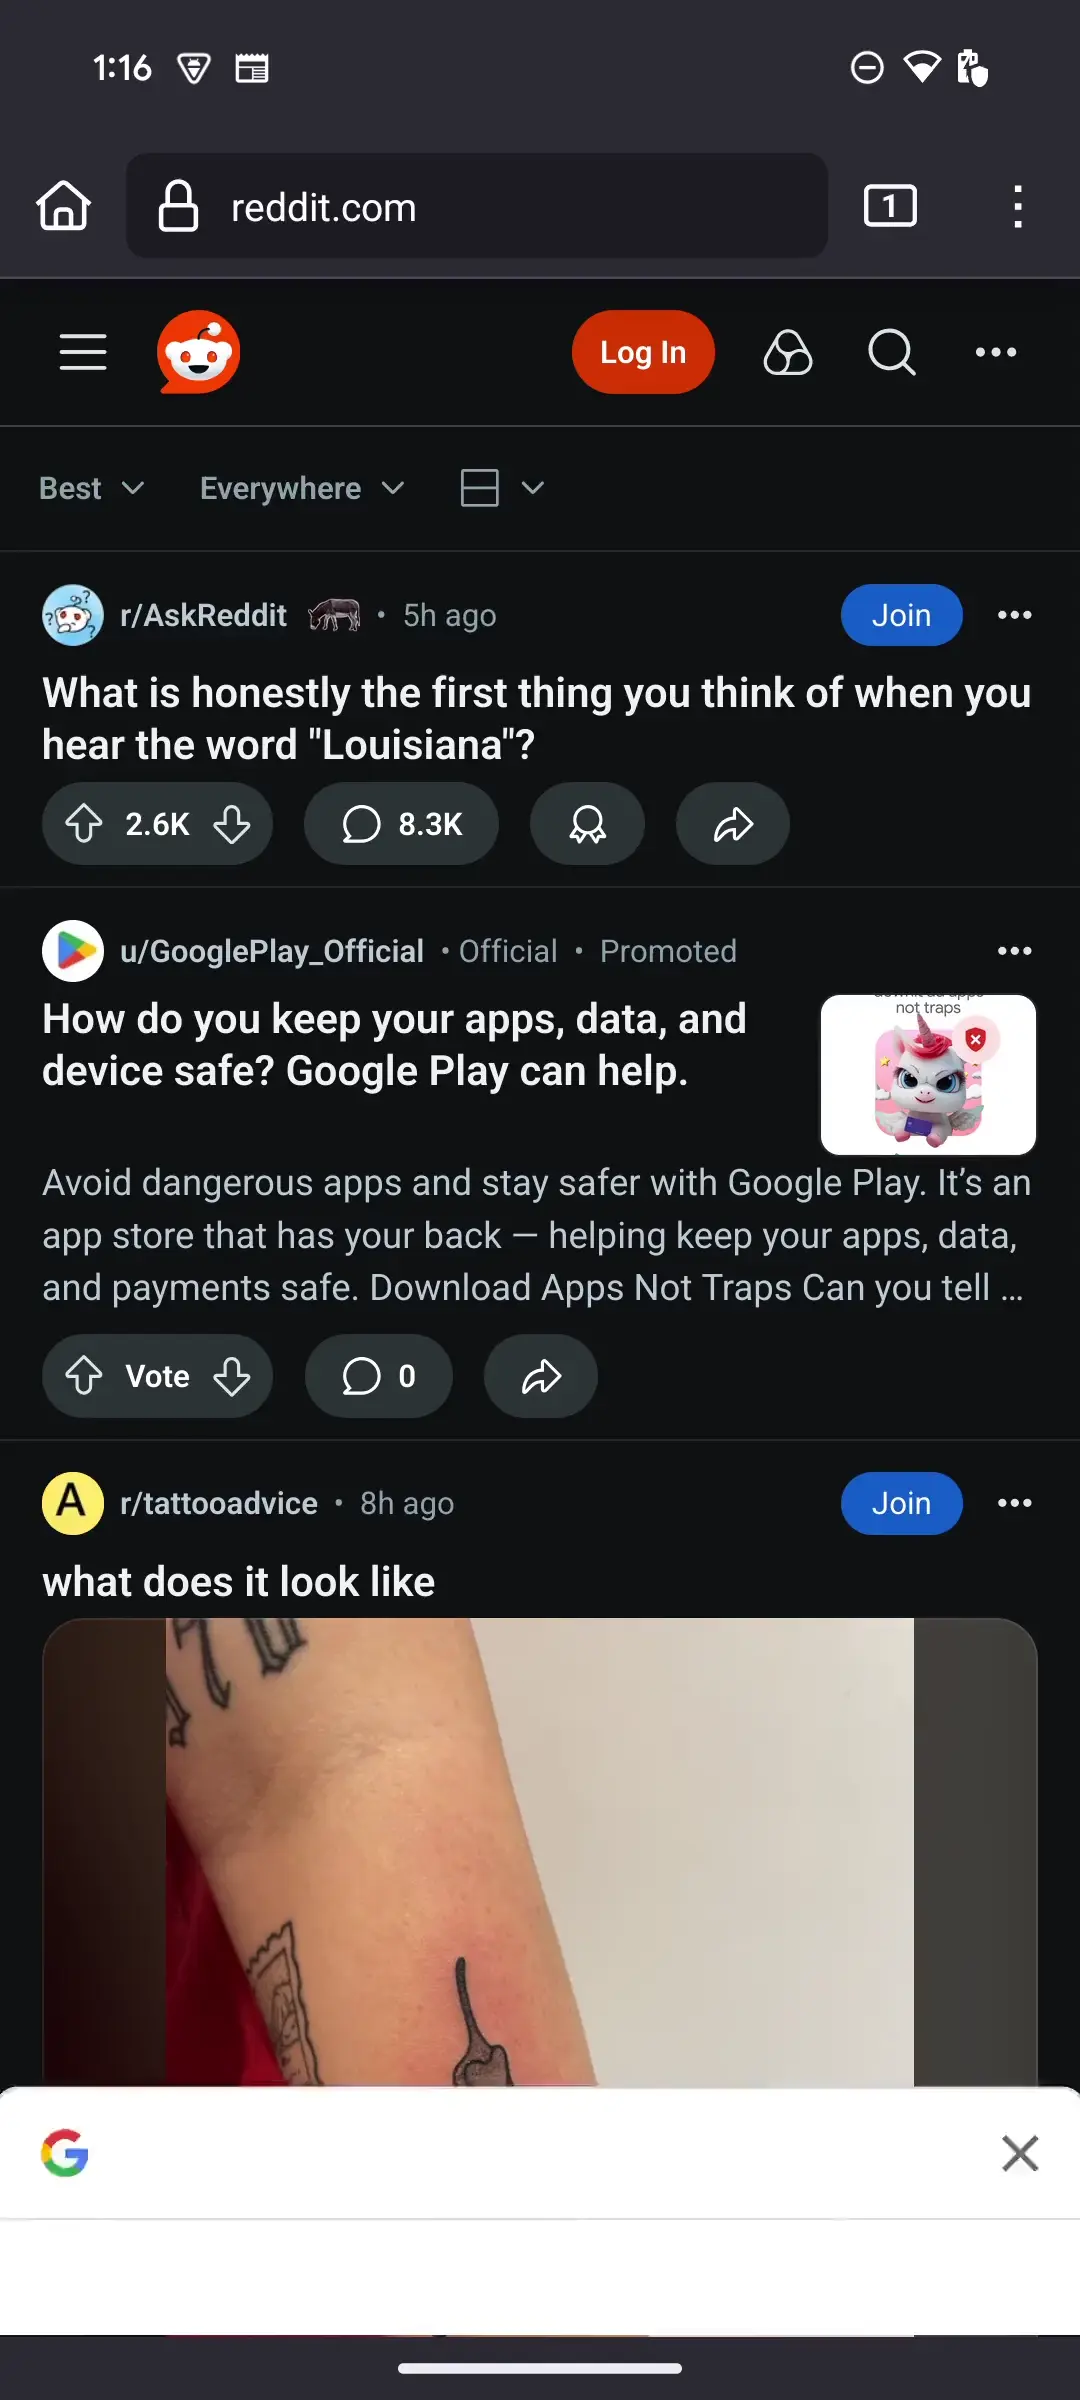 1:16
reddit.com
1
Log In
Best
Everywhere
r/AskReddit • 5h ago
Join
What is honestly the first thing you think of when you
hear the word "Louisiana"?
2.6K
8.3K
u/GooglePlay_Official • Official • Promoted
How do you keep your apps, data, and
device safe? Google Play can help.
not traps
Avoid dangerous apps and stay safer with Google Play. It’s an
app store that has your back — helping keep your apps, data,
and payments safe. Download Apps Not Traps Can you tell ...
Vote
0
A
r/tattooadvice • 8h ago
Join
what does it look like